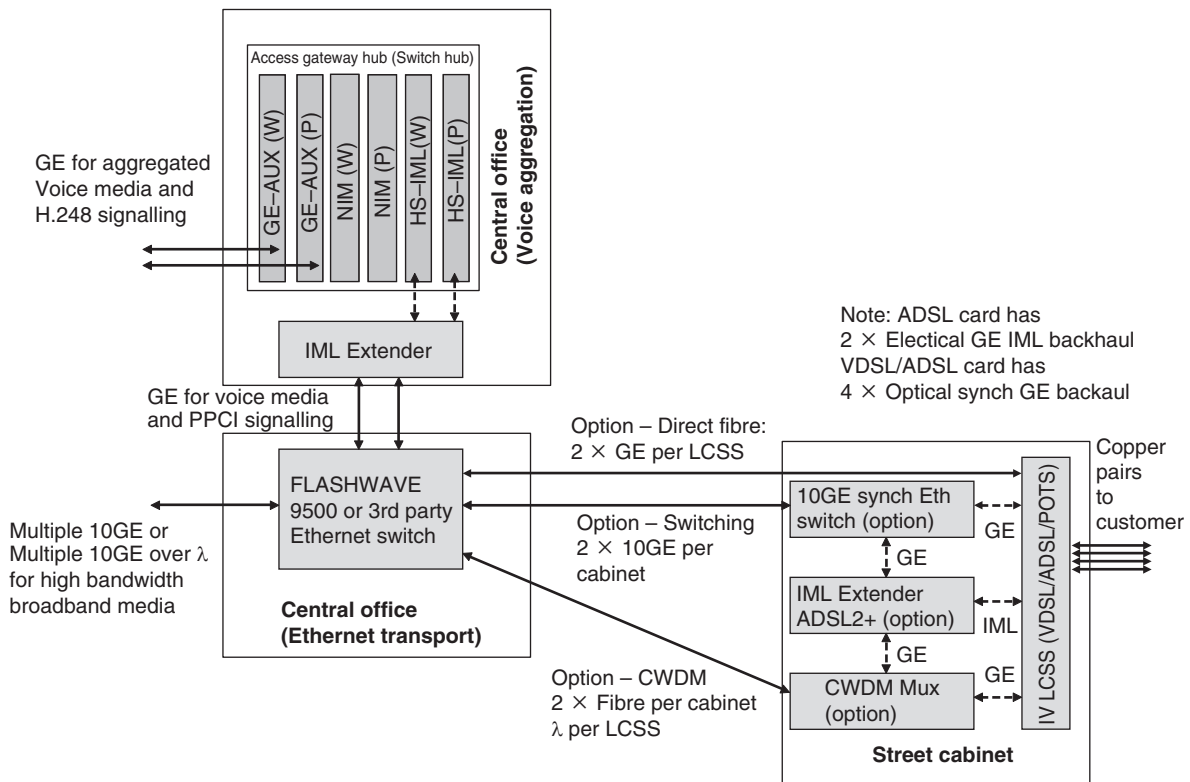 Access gateway hub (Switch hub)
GE–AUX (W)
GE–AUX (P)
NIM (W)
NIM (P)
HS–IML(W)
HS–IML(P)
Central office
(Voice aggregation)
GE for aggregated
Voice media and
H.248 signalling
IML Extender
GE for voice media
and PPCI signalling
Note: ADSL card has
2 × Electical GE IML backhaul
VDSL/ADSL card has
4 × Optical synch GE backaul
Option – Direct fibre:
2 × GE per LCSS
Copper
pairs
to
customer
FLASHWAVE
9500 or 3rd party
Ethernet switch
Multiple 10GE or
Multiple 10GE over λ
for high bandwidth
broadband media
Central office
(Ethernet transport)
Option – Switching
2 × 10GE per
cabinet
10GE synch Eth
switch (option)
GE
GE
IML Extender
ADSL2+ (option)
IML
GE
GE
CWDM Mux
(option)
IV LCSS (VDSL/ADSL/POTS)
Option – CWDM
2 × Fibre per cabinet
λ per LCSS
Street cabinet